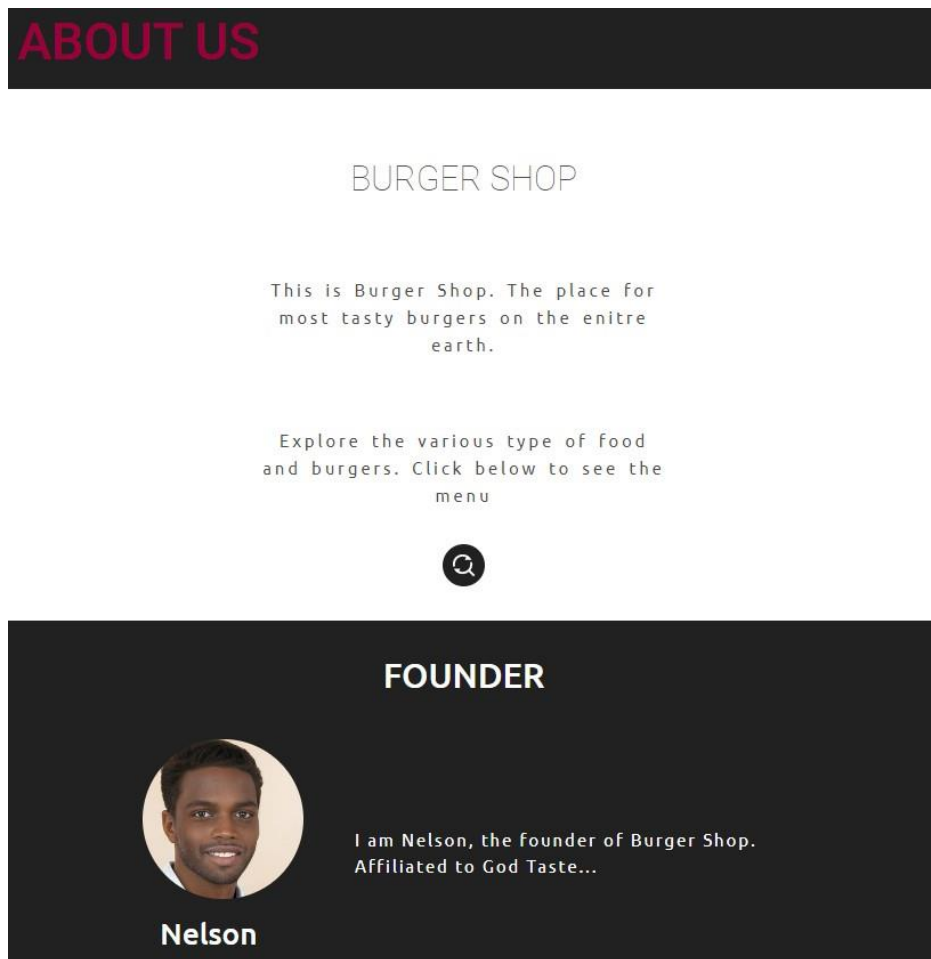 ABOUT US
BURGER SHOP
This is Burger Shop. The place for
most tasty burgers on the enitre
earth.
Explore the various type of food
and burgers. Click below to see the
menu
FOUNDER
I am Nelson, the founder of Burger Shop.
Affiliated to God Taste...
Nelson